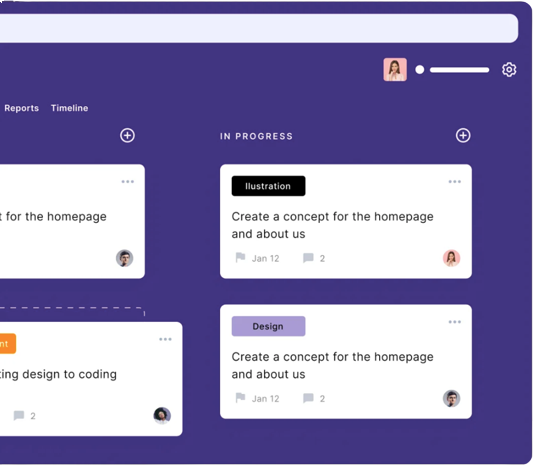 Reports Timeline
IN PROGRESS
t for the homepage
nt
ting design to coding
2
Ilustration
Create a concept for the homepage
and about us
Jan 12 2
Design
Create a concept for the homepage
and about us
Jan 12 2